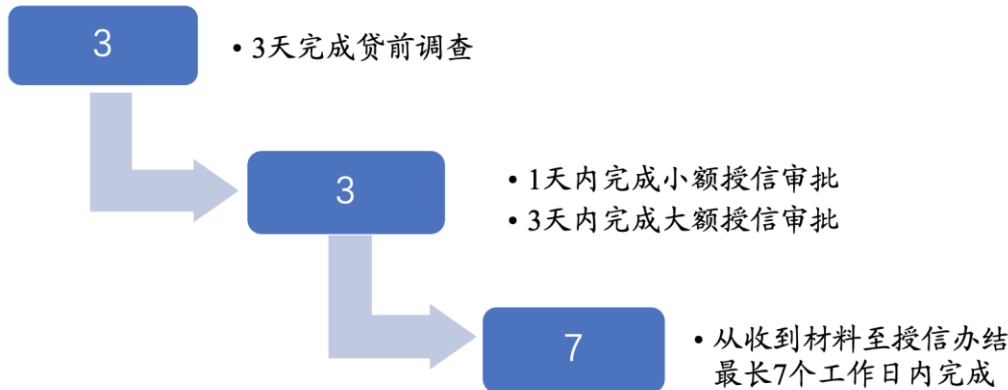 3
• 3天完成贷前调查
3
• 1天内完成小额授信审批
• 3天内完成大额授信审批
7
• 从收到材料至授信办结
最长7个工作日内完成